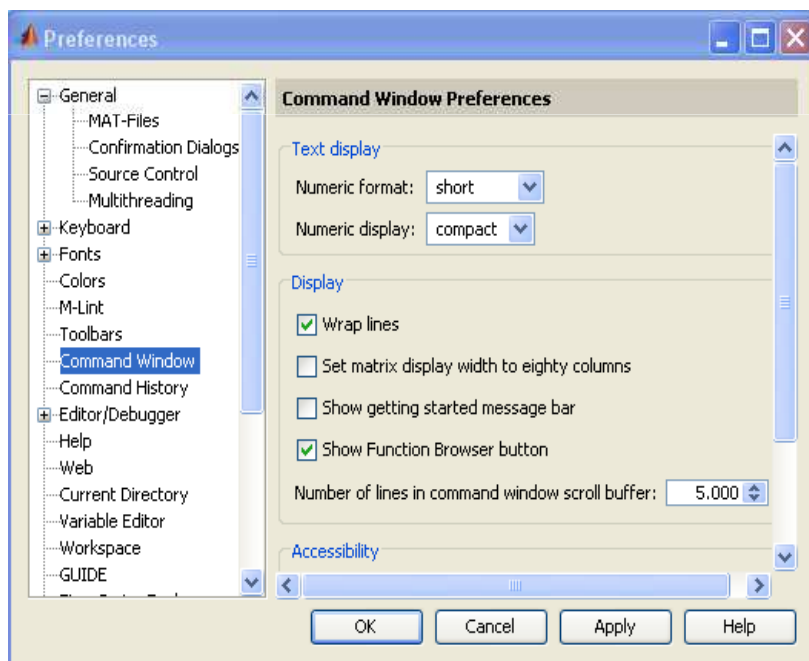 Preferences
General
MAT-Files
Confirmation Dialogs
Source Control
Multithreading
Keyboard
Fonts
Colors
M-Lint
Toolbars
Command Window
Command History
Editor/Debugger
Help
Web
Current Directory
Variable Editor
Workspace
GUIDE
Command Window Preferences
Text display
Numeric format: short
Numeric display: compact
Display
Wrap lines
Set matrix display width to eighty columns
Show getting started message bar
Show Function Browser button
Number of lines in command window scroll buffer: 5.000
Accessibility
OK Cancel Apply Help